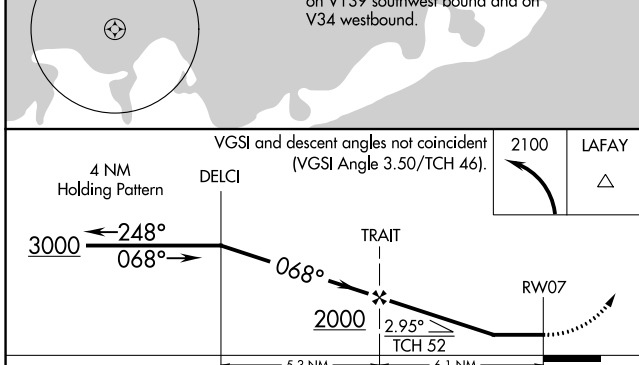 on V139 southwest bound and on
V34 westbound.
VGSI and descent angles not coincident
(VGSI Angle 3.50/TCH 46).
2100
LAFAY
4 NM
Holding Pattern
DELCI
TRAIT
3000
248°
068°
068°
RW07
2000
2.95°
TCH 52
5.3 NM
6.1 NM